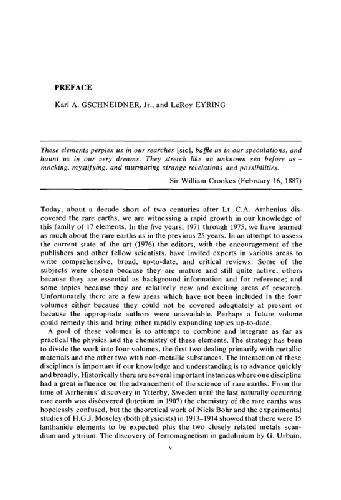 PREFACE
Karl A. GSCHNEIDNER, Jr., and LeRoy EYRING
These elements perplex us in our rearches [sic], baffle us in our speculations, and
haunt us in our very dreams. They stretch like an unknown sea before us –
mocking, mystifying, and murmuring strange revelations and possibilities.
Sir William Crookes (February 16, 1887)
Today, about a decade short of two centuries after Lt. C.A. Arrhenius dis-
covered the rare earths, we are witnessing a rapid growth in our knowledge of
this family of 17 elements. In the five years, 1971 through 1975, we have learned
as much about the rare earths as in the previous 25 years. In an attempt to assess
the current state of the art (1976) the editors, with the encouragement of the
publishers and other fellow scientists, have invited experts in various areas to
write comprehensive, broad, up-to-date, and critical reviews. Some of the
subjects were chosen because they are mature and still quite active, others
because they are essential as background information and for reference; and
some topics because they are relatively new and exciting areas of research.
Unfortunately there are a few areas which have not been included in the four
volumes either because they could not be covered adequately at present or
because the appropriate authors were unavailable. Perhaps a future volume
could remedy this and bring other rapidly expanding topics up-to-date.
A goal of these volumes is to attempt to combine and integrate as far as
practical the physics and the chemistry of these elements. The strategy has been
to divide the work into four volumes, the first two dealing primarily with metallic
materials and the other two with non-metallic substances. The interaction of these
disciplines is important if our knowledge and understanding is to advance quickly
and broadly. Historically there are several important instances where one discipline
had a great influence on the advancement of the science of rare earths. From the
time of Arrhenius' discovery in Ytterby, Sweden until the last naturally occurring
rare earth was discovered (lutecium in 1907) the chemistry of the rare earths was
hopelessly confused, but the theoretical work of Niels Bohr and the experimental
studies of H.G.J. Moseley (both physicists) in 1913–1914 showed that there were 15
lanthanide elements to be expected plus the two closely related metals scan-
dium and yttrium. The discovery of ferromagnetism in gadolinium by G. Urbain,
v